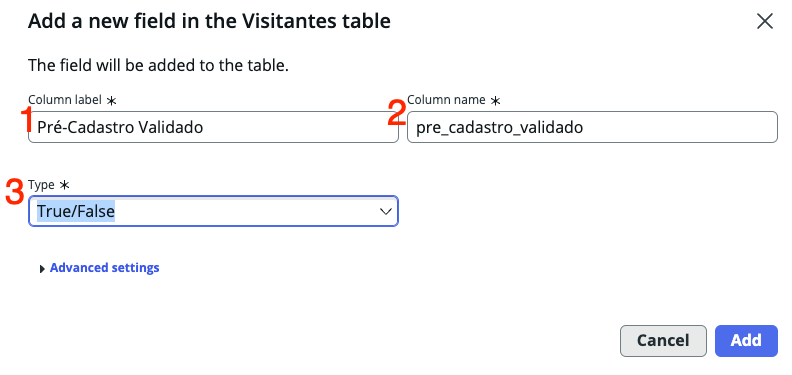 Add a new field in the Visitantes table
The field will be added to the table.
Column label *
Column name *
1 Pré-Cadastro Validado
2 pre_cadastro_validado
Type *
3 True/False
Advanced settings
Cancel
Add